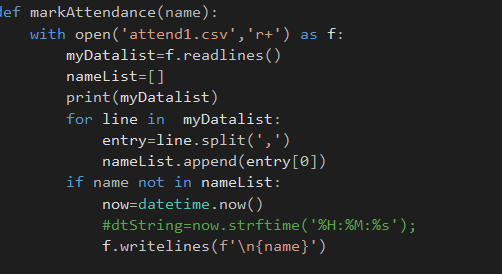 def markAttendance(name):
    with open('attend1.csv','r+') as f:
        myDatalist=f.readlines()
        nameList=[]
        print(myDatalist)
        for line in  myDatalist:
            entry=line.split(',')
            nameList.append(entry[0])
        if name not in nameList:
            now=datetime.now()
            #dtString=now.strftime('%H:%M:%s');
            f.writelines(f'\n{name}')